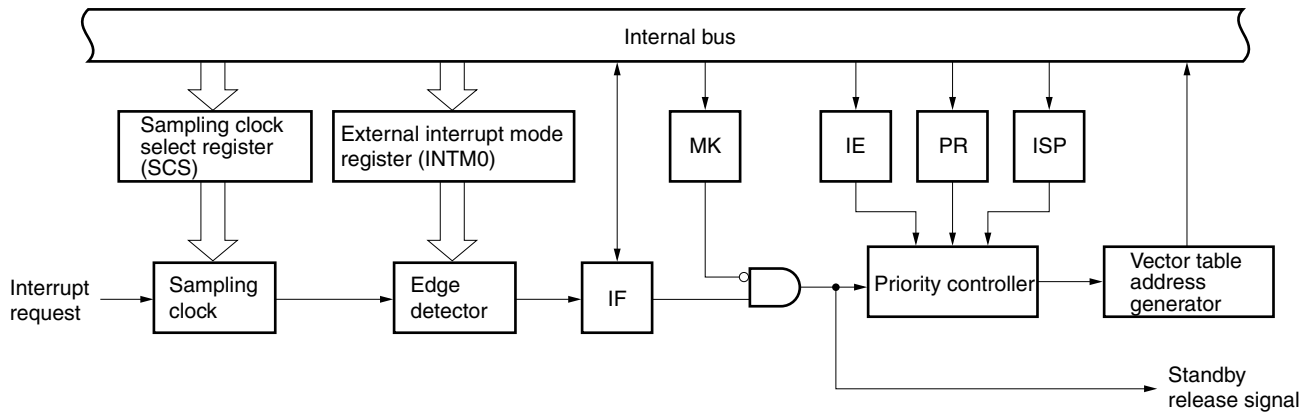 Internal bus
Sampling clock
select register
(SCS)
External interrupt mode
register (INTM0)
MK
IE
PR
ISP
Interrupt
request
Sampling
clock
Edge
detector
IF
Priority controller
Vector table
address
generator
Standby
release signal